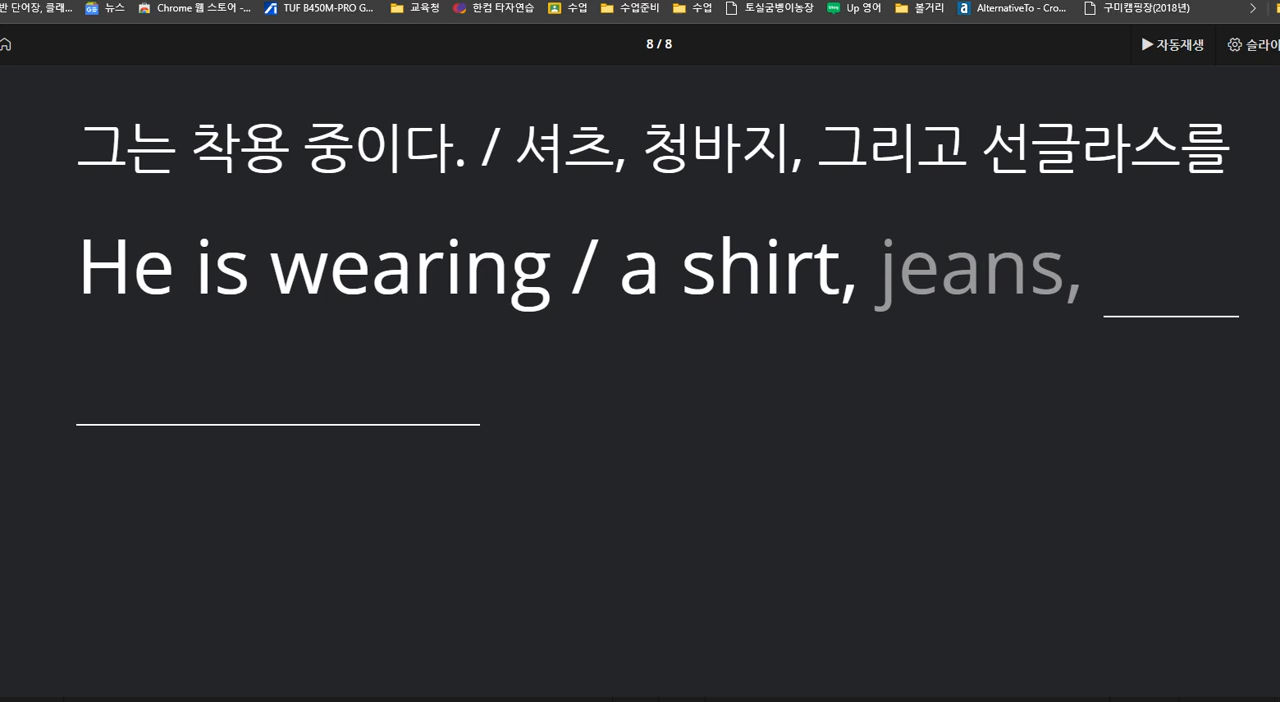 반 단어장, 클래... 뉴스 Chrome 웹 스토어 -... TUF B450M-PRO G... 교육청 한컴 타자연습 수업 수업준비 수업 토실굼벵이농장 Up 영어 볼거리 AlternativeTo - Cro... 구미캠핑장(2018년)
8 / 8 자동재생 슬라이
그는 착용 중이다. / 셔츠, 청바지, 그리고 선글라스를
He is wearing / a shirt, jeans,